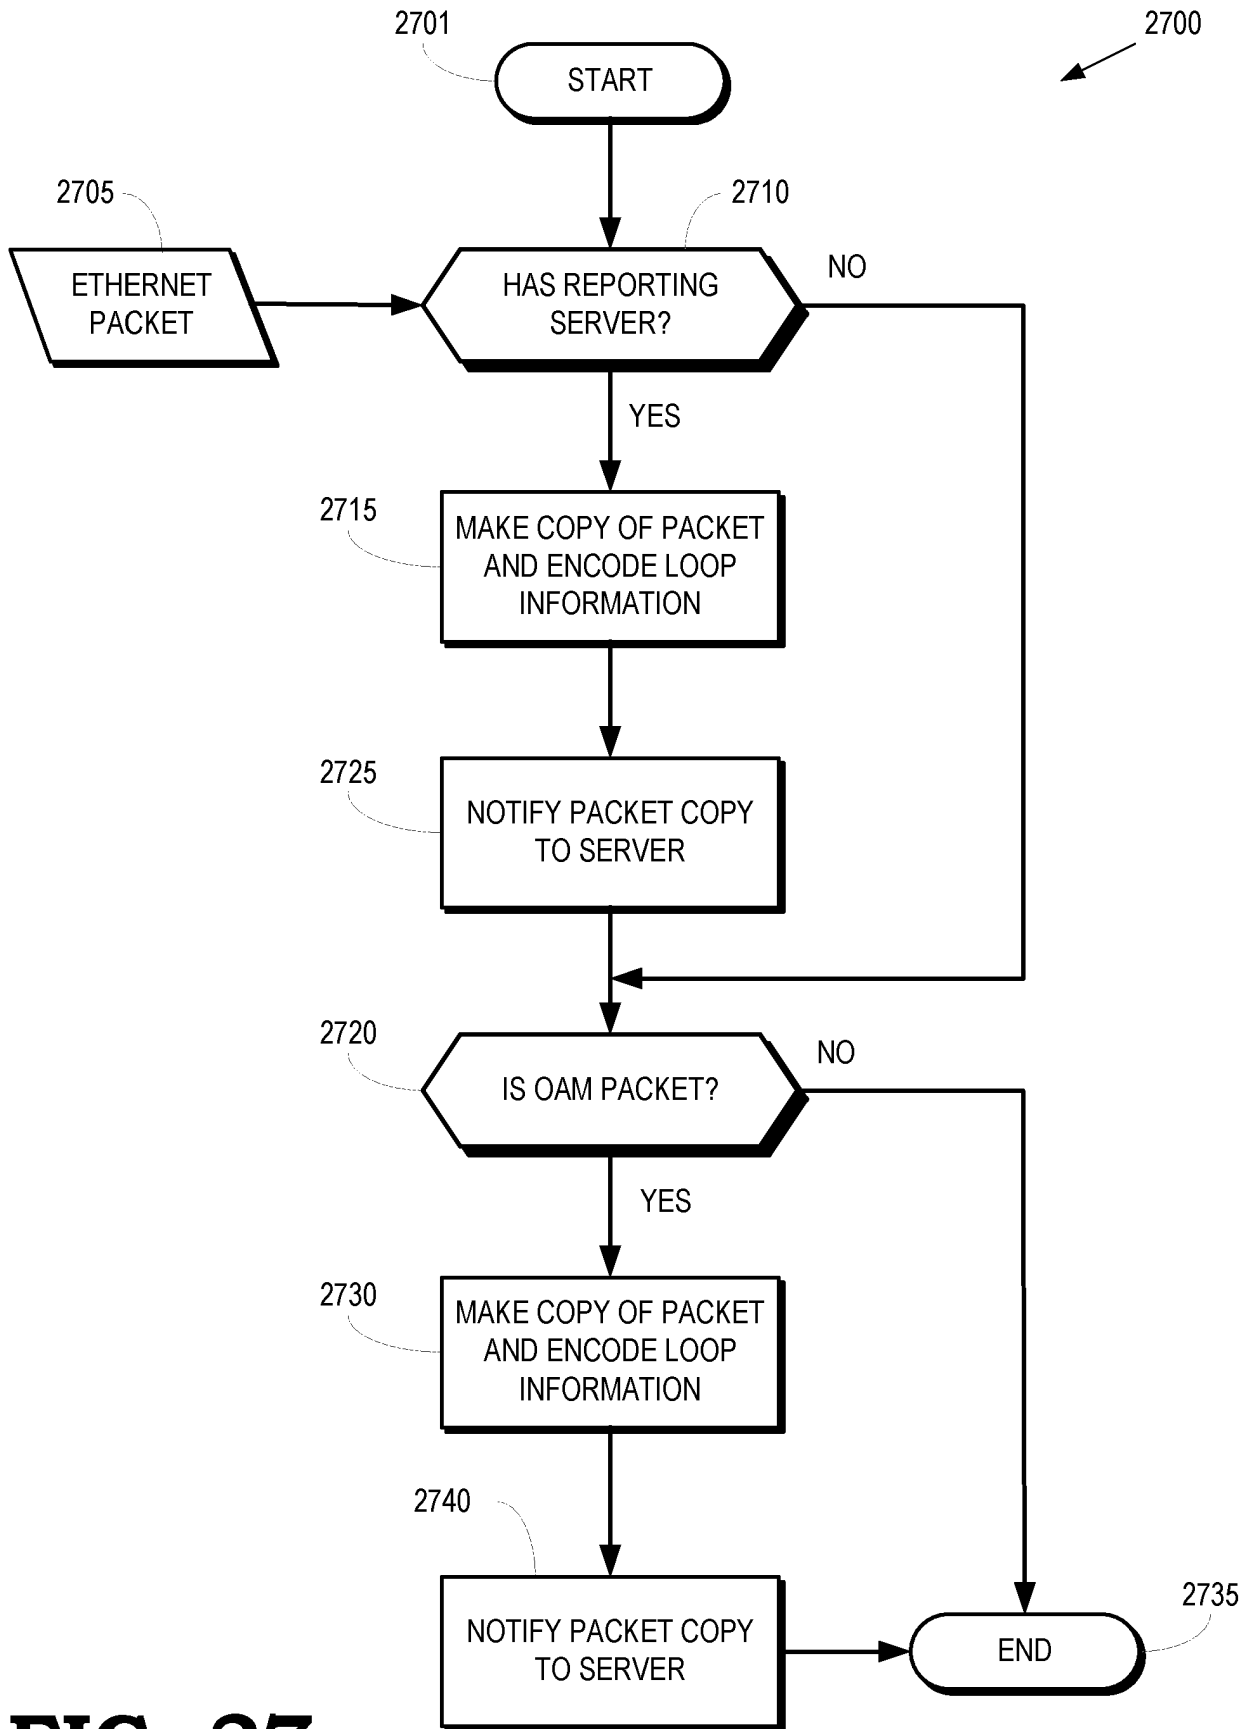 2701
2700
START
2705
2710
ETHERNET
PACKET
HAS REPORTING
SERVER?
NO
YES
2715
MAKE COPY OF PACKET
AND ENCODE LOOP
INFORMATION
2725
NOTIFY PACKET COPY
TO SERVER
2720
NO
IS OAM PACKET?
YES
2730
MAKE COPY OF PACKET
AND ENCODE LOOP
INFORMATION
2740
2735
NOTIFY PACKET COPY
TO SERVER
END
FIG. 27